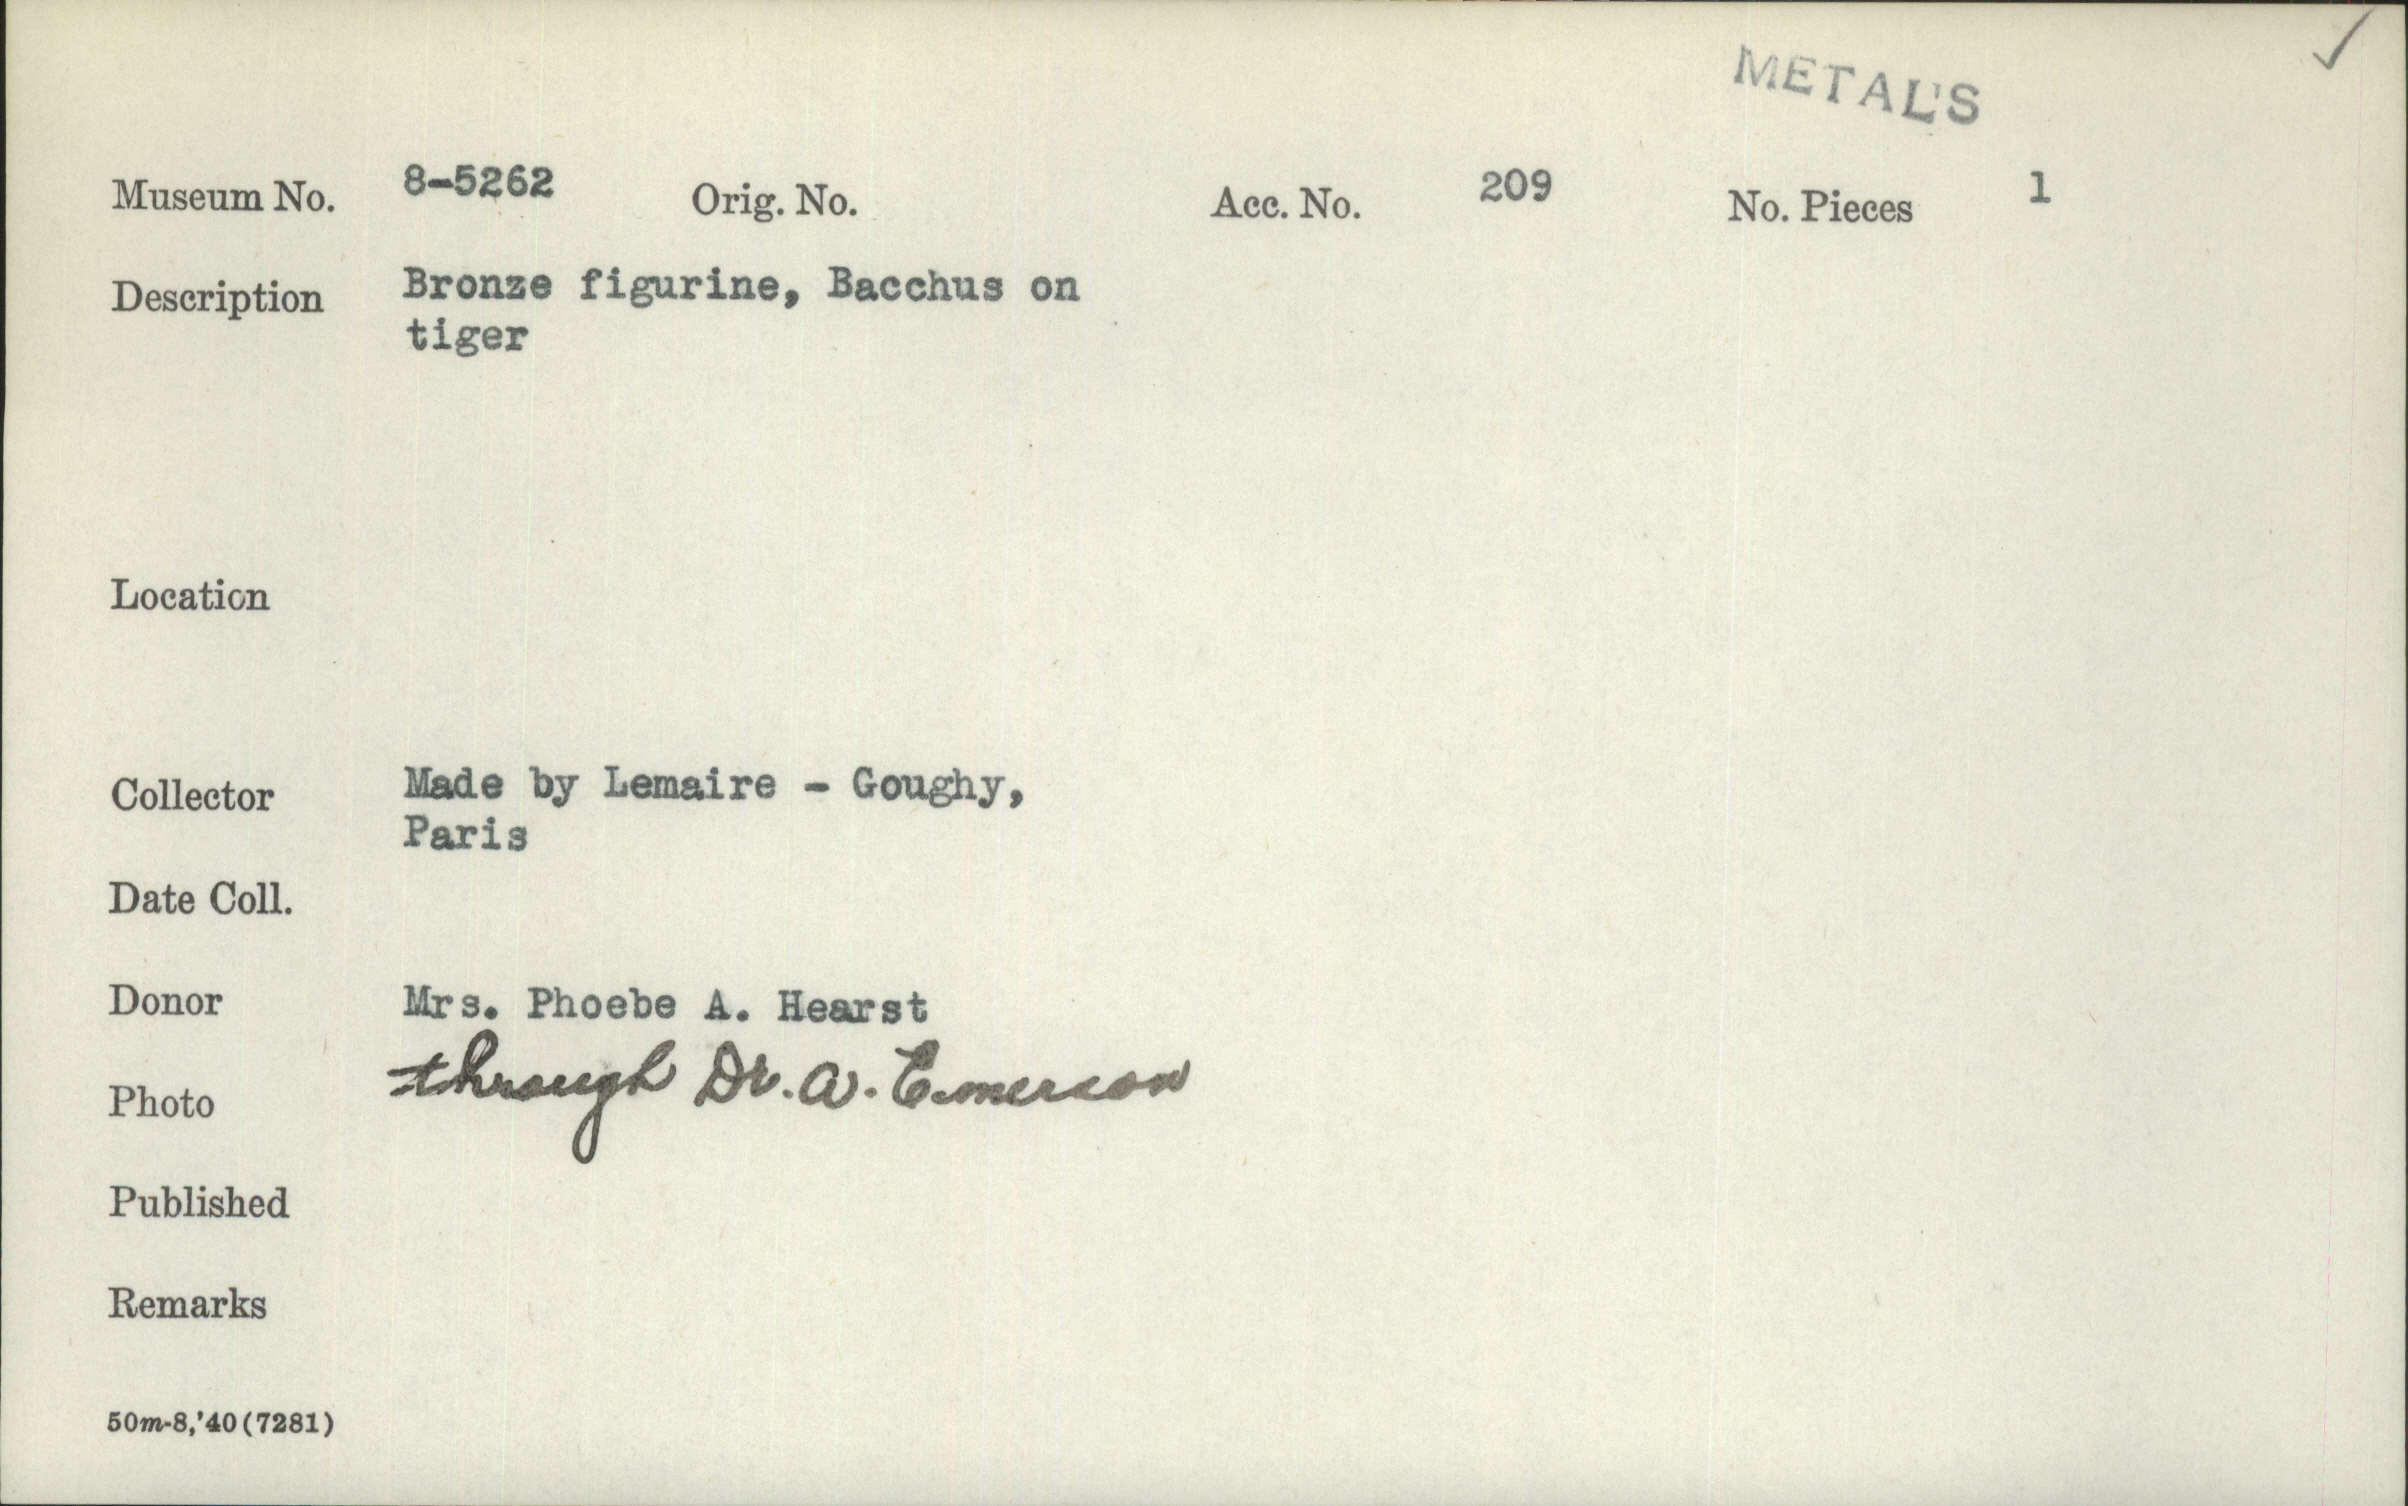 METAL'S
Museum No. 8-5262 Orig. No. Acc. No. 209 No. Pieces 1
Description Bronze figurine, Bacchus on
tiger
Location
Collector Made by Lemaire - Goughy,
Paris
Date Coll.
Donor Mrs. Phoebe A. Hearst
through Dr. A. Emerson
Photo
Published
Remarks
50m-8,'40(7281)